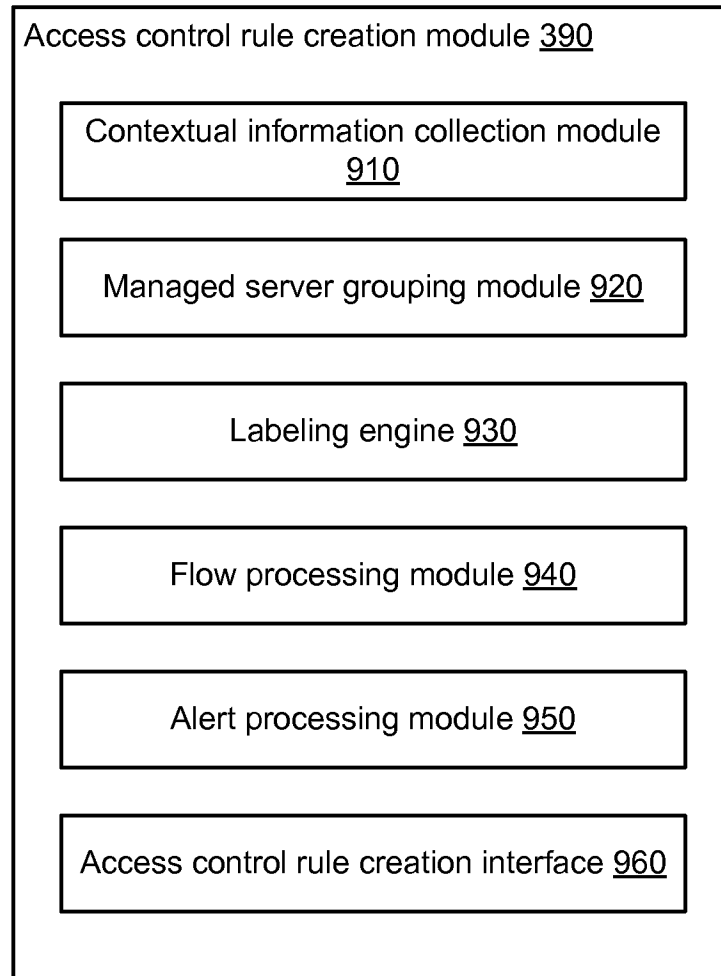 Access control rule creation module 390
Contextual information collection module
910
Managed server grouping module 920
Labeling engine 930
Flow processing module 940
Alert processing module 950
Access control rule creation interface 960